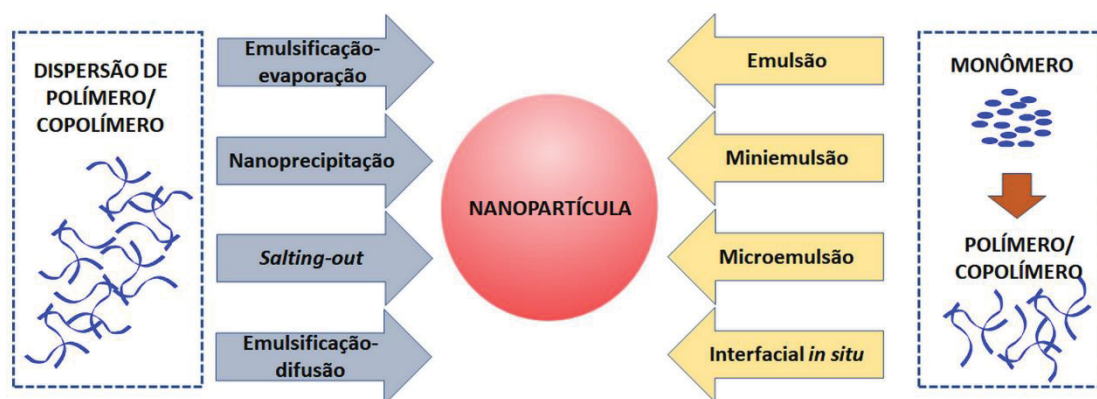 DISPERSÃO DE
POLÍMERO/
COPOLÍMERO
Emulsificação-
evaporação
Nanoprecipitação
Salting-out
Emulsificação-
difusão
NANOPARTÍCULA
Emulsão
Miniemulsão
Microemulsão
Interfacial in situ
MONÔMERO
POLÍMERO/
COPOLÍMERO